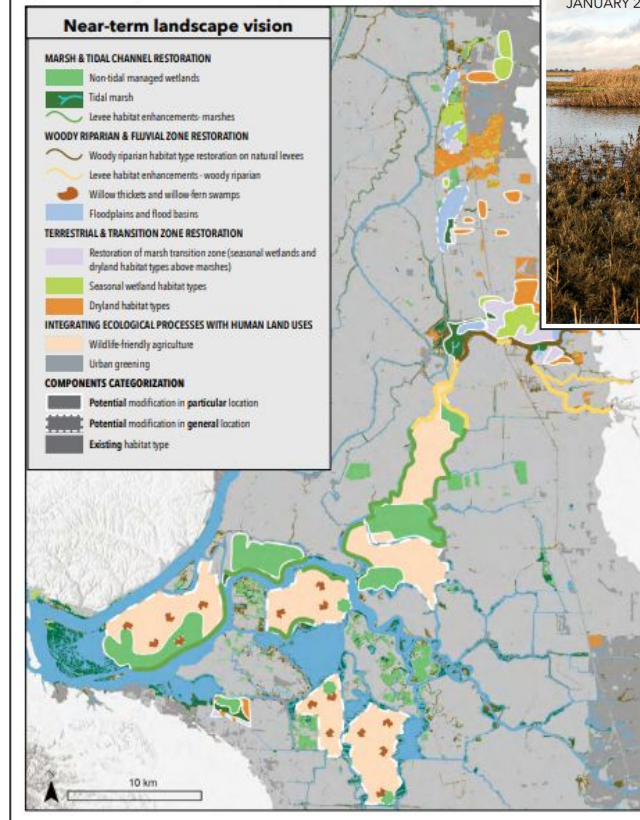 JANUARY 2
Near-term landscape vision
MARSH & TIDAL CHANNEL RESTORATION
Non-tidal managed wetlands
Tidal marsh
Levee habitat enhancements- marshes
WOODY RIPARIAN & FLUVIAL ZONE RESTORATION
Woody riparian habitat type restoration on natural levees
Levee habitat enhancements - woody riparian
Willow thickets and willow-fern swamps
Floodplains and flood basins
TERRESTRIAL & TRANSITION ZONE RESTORATION
Restoration of marsh transition zone (seasonal wetlands and
dryland habitat types above marshes)
Seasonal wetland habitat types
Dryland habitat types
INTEGRATING ECOLOGICAL PROCESSES WITH HUMAN LAND USES
Wildlife-friendly agriculture
Urban greening
COMPONENTS CATEGORIZATION
Potential modification in particular location
Potential modification in general location
Existing habitat type
10 km